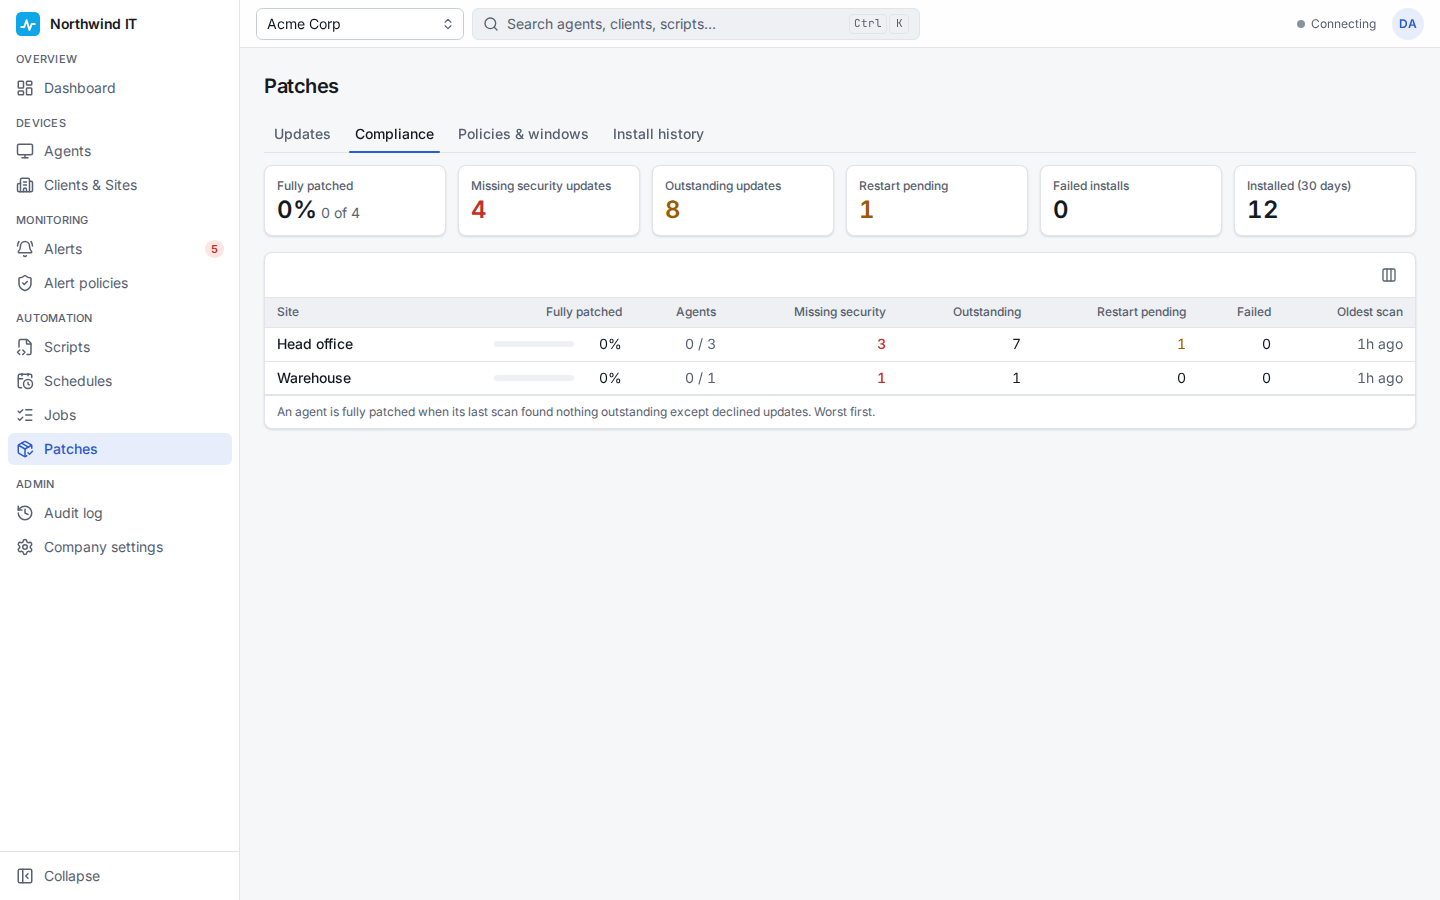 Northwind IT
OVERVIEW
Dashboard
DEVICES
Agents
Clients & Sites
MONITORING
Alerts 5
Alert policies
AUTOMATION
Scripts
Schedules
Jobs
Patches
ADMIN
Audit log
Company settings
Collapse
Acme Corp
Search agents, clients, scripts... Ctrl K
Connecting DA
Patches
Updates Compliance Policies & windows Install history
Fully patched
0% 0 of 4
Missing security updates
4
Outstanding updates
8
Restart pending
1
Failed installs
0
Installed (30 days)
12
Site Fully patched Agents Missing security Outstanding Restart pending Failed Oldest scan
Head office 0% 0 / 3 3 7 1 0 1h ago
Warehouse 0% 0 / 1 1 1 0 0 1h ago
An agent is fully patched when its last scan found nothing outstanding except declined updates. Worst first.